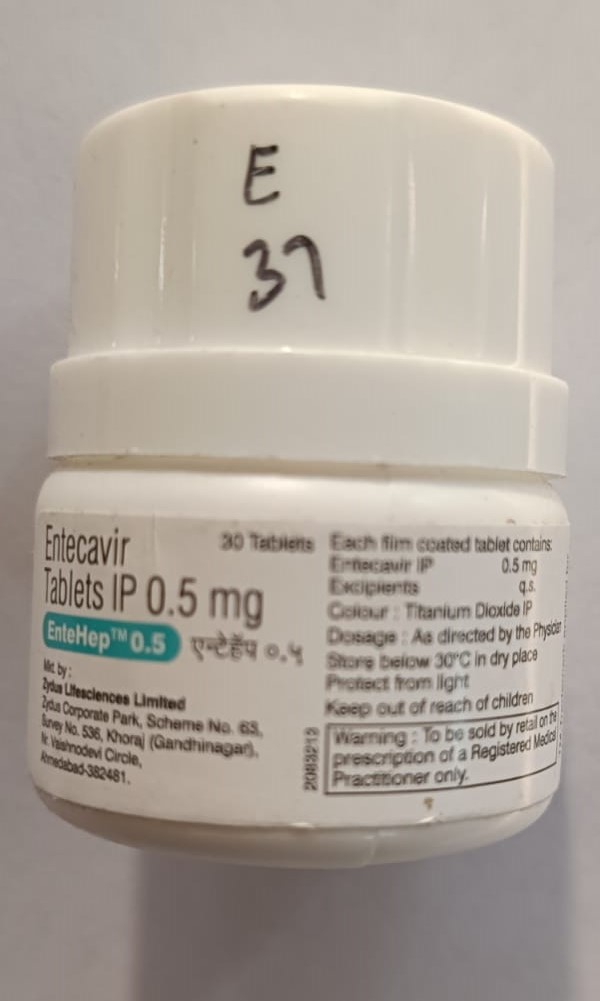 E
37
Entecavir
Tablets IP 0.5 mg
30 Tablets
EnteHep™ 0.5 एन्टेहॅप ०.५
Mfd. by:
Zydus Lifesciences Limited
Zydus Corporate Park, Scheme No. 63,
Survey No. 536, Khoraj (Gandhinagar),
Nr. Vaishnodevi Circle,
Ahmedabad-382481.
Each film coated tablet contains:
Entecavir IP 0.5 mg
Excipients q.s.
Colour : Titanium Dioxide IP
Dosage : As directed by the Physician
Store below 30°C in dry place
Protect from light
Keep out of reach of children
Warning : To be sold by retail on the
prescription of a Registered Medical
Practitioner only.